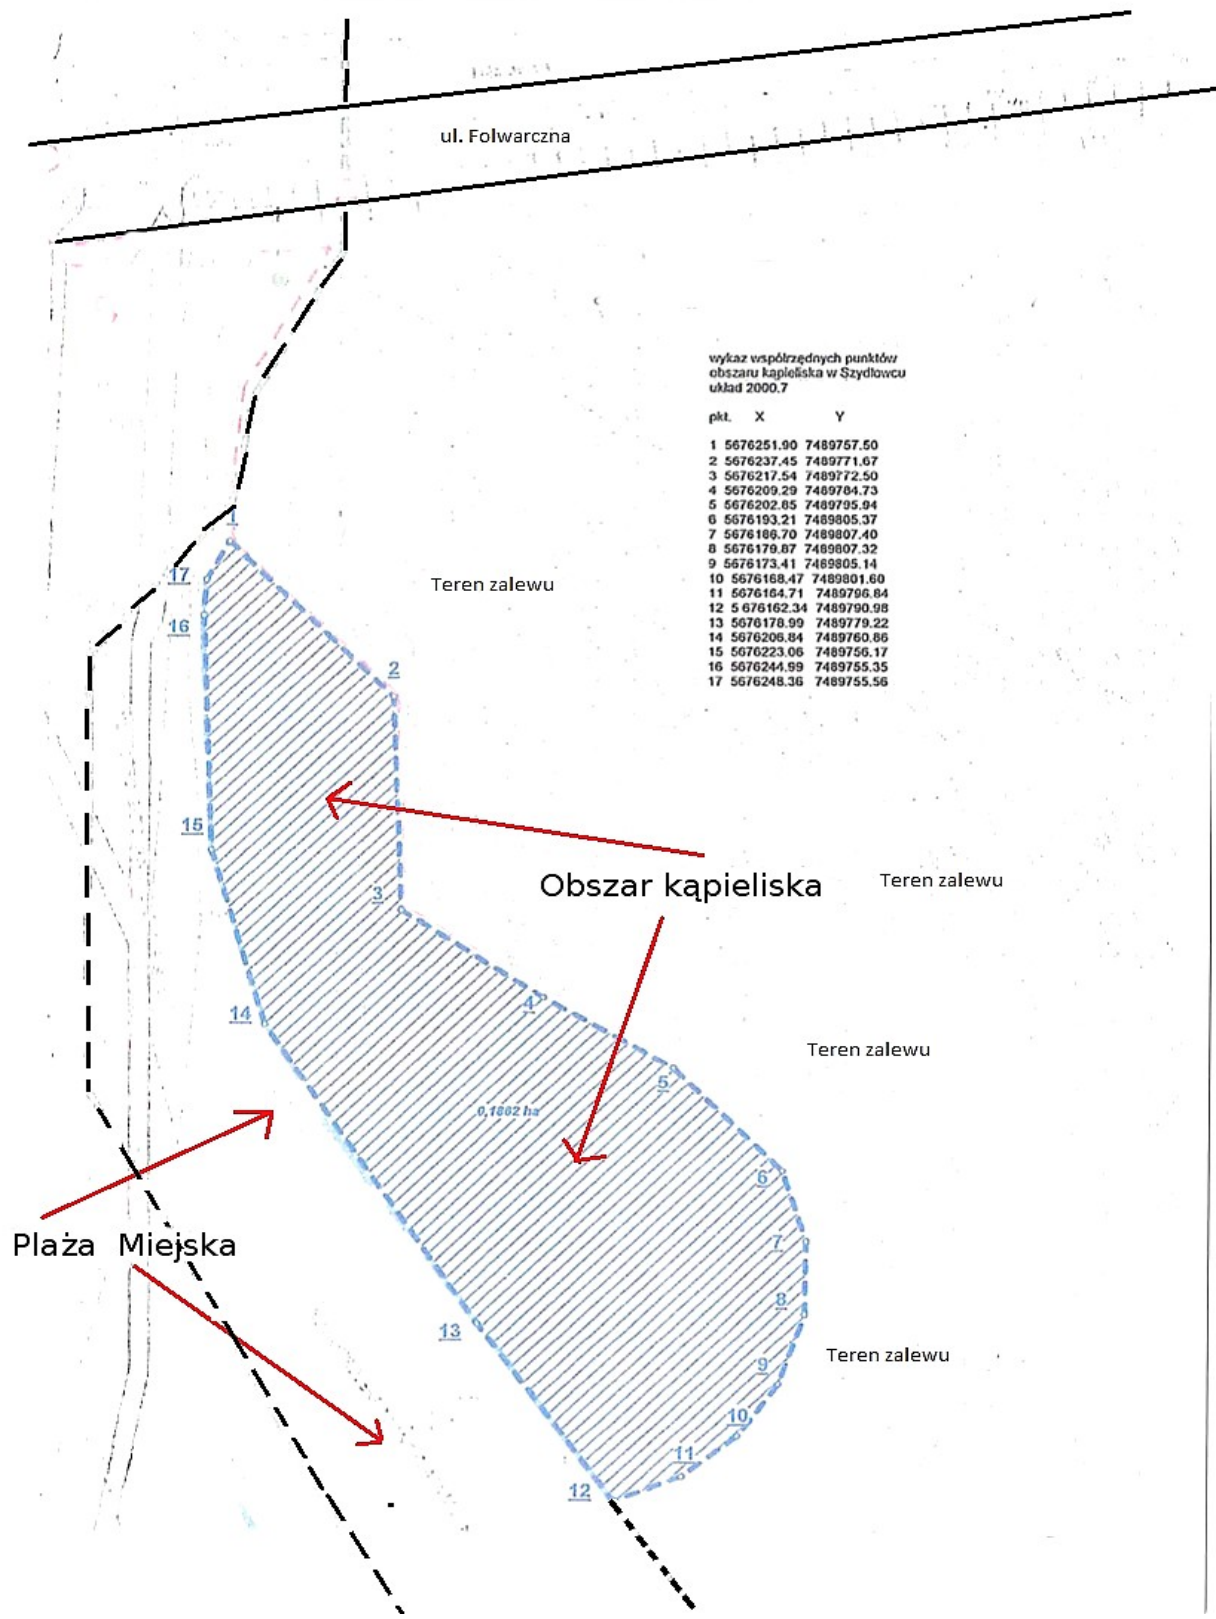 ul. Folwarczna
wykaz współrzędnych punktów
obszaru kąpieliska w Szydłowcu
układ 2000.7
pkt. X Y
1 5676251.90 7489757.50
2 5676237.45 7489771.67
3 5676217.54 7489772.50
4 5676209.29 7489784.73
5 5676202.85 7489795.94
6 5676193.21 7489805.37
7 5676186.70 7489807.40
8 5676179.87 7489807.32
9 5676173.41 7489805.14
10 5676168.47 7489801.60
11 5676164.71 7489796.64
12 5 676162.34 7489790.98
13 5676178.99 7489779.22
14 5676206.84 7489760.86
15 5676223.06 7489756.17
16 5676244.99 7489755.35
17 5676248.36 7489755.56
1
17
Teren zalewu
16
2
15
3
Obszar kąpieliska
Teren zalewu
4
14
Teren zalewu
5
0,1862 ha
6
7
Plaża Miejska
8
13
Teren zalewu
9
10
11
12